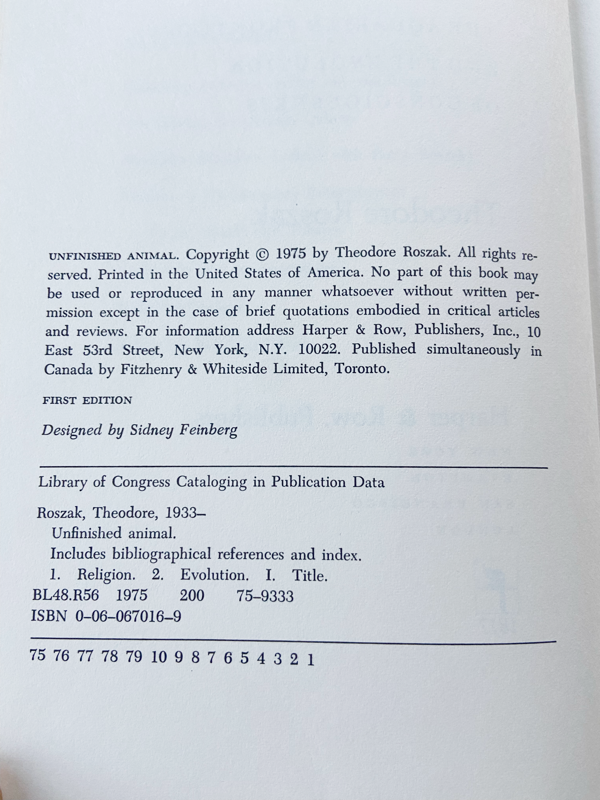 UNFINISHED ANIMAL. Copyright © 1975 by Theodore Roszak. All rights re-
served. Printed in the United States of America. No part of this book may
be used or reproduced in any manner whatsoever without written per-
mission except in the case of brief quotations embodied in critical articles
and reviews. For information address Harper & Row, Publishers, Inc., 10
East 53rd Street, New York, N.Y. 10022. Published simultaneously in
Canada by Fitzhenry & Whiteside Limited, Toronto.
FIRST EDITION
Designed by Sidney Feinberg
Library of Congress Cataloging in Publication Data
Roszak, Theodore, 1933–
Unfinished animal.
Includes bibliographical references and index.
1. Religion. 2. Evolution. I. Title.
BL48.R56 1975 200 75–9333
ISBN 0–06–067016–9
75 76 77 78 79 10 9 8 7 6 5 4 3 2 1